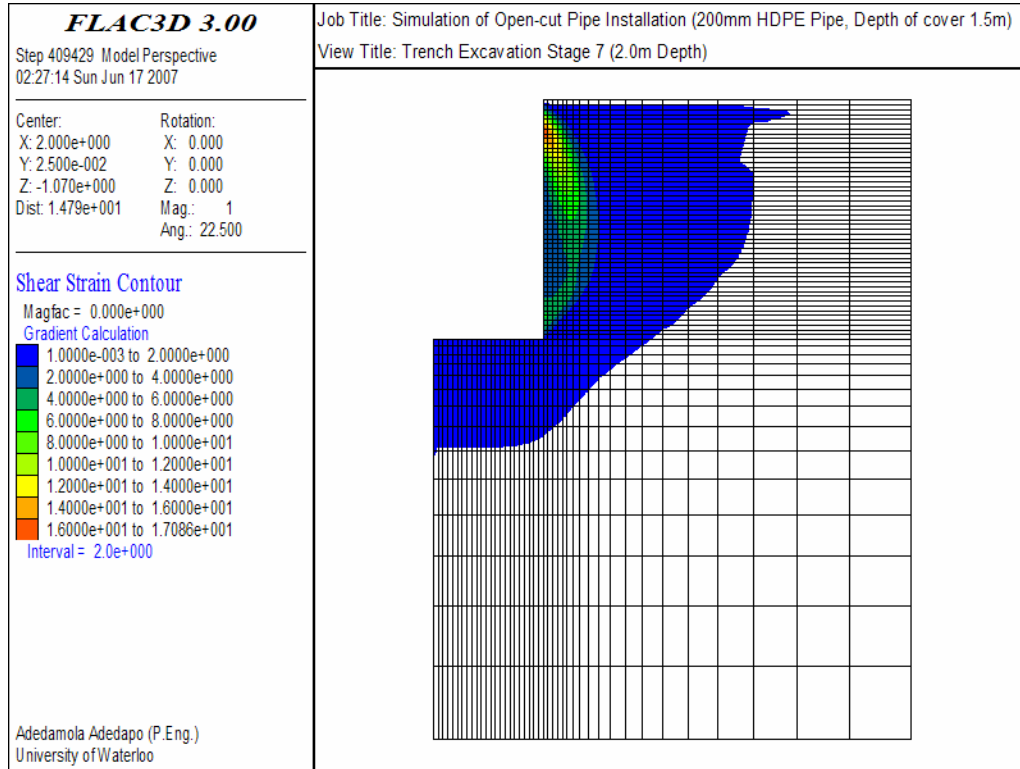 FLAC3D 3.00
Step 409429 Model Perspective
02:27:14 Sun Jun 17 2007
Center:
X: 2.000e+000
Y: 2.500e-002
Z: -1.070e+000
Dist: 1.479e+001
Rotation:
X: 0.000
Y: 0.000
Z: 0.000
Mag.: 1
Ang.: 22.500
Shear Strain Contour
Magfac = 0.000e+000
Gradient Calculation
1.0000e-003 to 2.0000e+000
2.0000e+000 to 4.0000e+000
4.0000e+000 to 6.0000e+000
6.0000e+000 to 8.0000e+000
8.0000e+000 to 1.0000e+001
1.0000e+001 to 1.2000e+001
1.2000e+001 to 1.4000e+001
1.4000e+001 to 1.6000e+001
1.6000e+001 to 1.7086e+001
Interval = 2.0e+000
Adedamola Adedapo (P.Eng.)
University of Waterloo
Job Title: Simulation of Open-cut Pipe Installation (200mm HDPE Pipe, Depth of cover 1.5m)
View Title: Trench Excavation Stage 7 (2.0m Depth)